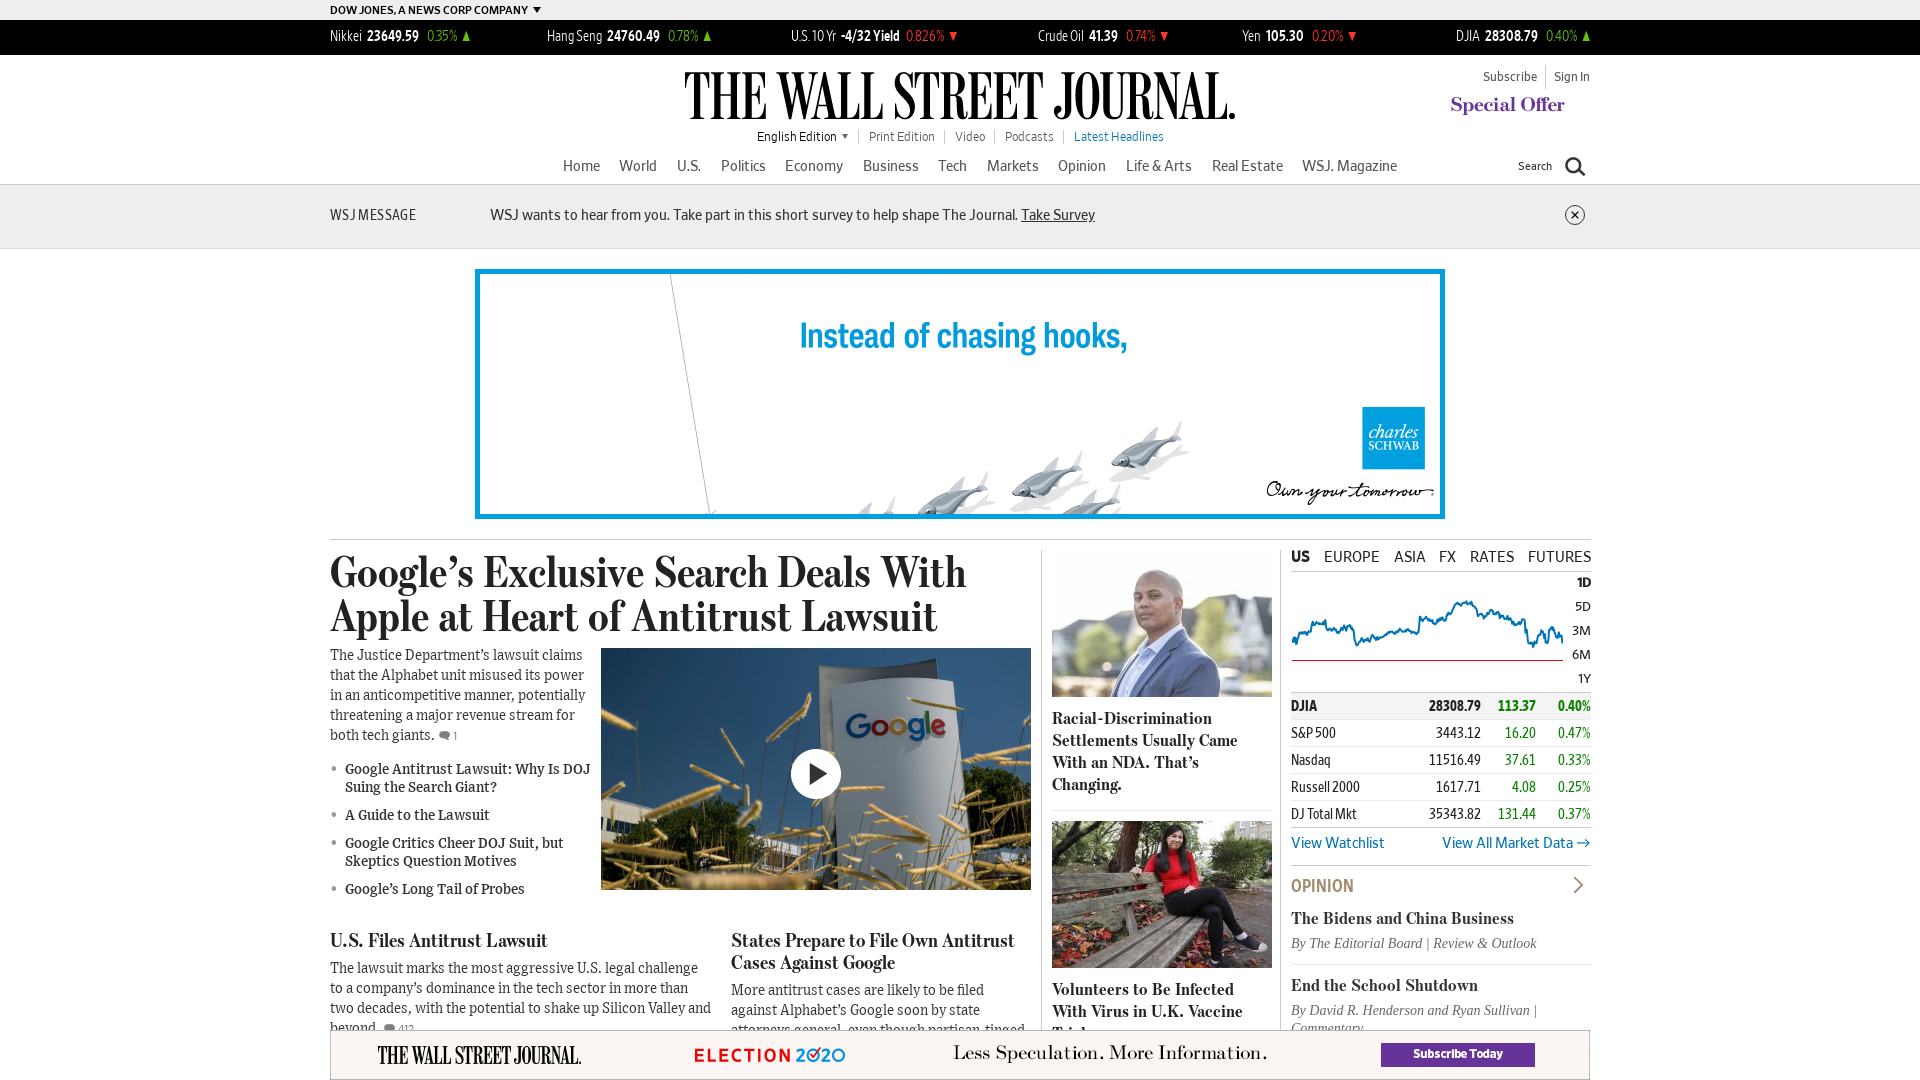 DOW JONES, A NEWS CORP COMPANY
Nikkei 23649.59 0.35% Hang Seng 24760.49 0.78% U.S. 10 Yr -4/32 Yield 0.826% Crude Oil 41.39 0.74% Yen 105.30 0.20% DJIA 28308.79 0.40%
Subscribe Sign In
THE WALL STREET JOURNAL.
Special Offer
English Edition Print Edition Video Podcasts Latest Headlines
Home World U.S. Politics Economy Business Tech Markets Opinion Life & Arts Real Estate WSJ. Magazine Search
WSJ MESSAGE WSJ wants to hear from you. Take part in this short survey to help shape The Journal. Take Survey
Instead of chasing hooks,
charles
SCHWAB
Own your tomorrow
Google’s Exclusive Search Deals With
Apple at Heart of Antitrust Lawsuit
The Justice Department’s lawsuit claims
that the Alphabet unit misused its power
in an anticompetitive manner, potentially
threatening a major revenue stream for
both tech giants. 1
• Google Antitrust Lawsuit: Why Is DOJ
Suing the Search Giant?
• A Guide to the Lawsuit
• Google Critics Cheer DOJ Suit, but
Skeptics Question Motives
• Google’s Long Tail of Probes
Google
U.S. Files Antitrust Lawsuit
The lawsuit marks the most aggressive U.S. legal challenge
to a company’s dominance in the tech sector in more than
two decades, with the potential to shake up Silicon Valley and
beyond. 412
States Prepare to File Own Antitrust
Cases Against Google
More antitrust cases are likely to be filed
against Alphabet’s Google soon by state
attorneys general, even though partisan-tinged
Racial-Discrimination
Settlements Usually Came
With an NDA. That’s
Changing.
Volunteers to Be Infected
With Virus in U.K. Vaccine
US EUROPE ASIA FX RATES FUTURES
1D
5D
3M
6M
1Y
DJIA 28308.79 113.37 0.40%
S&P 500 3443.12 16.20 0.47%
Nasdaq 11516.49 37.61 0.33%
Russell 2000 1617.71 4.08 0.25%
DJ Total Mkt 35343.82 131.44 0.37%
View Watchlist View All Market Data
OPINION
The Bidens and China Business
By The Editorial Board | Review & Outlook
End the School Shutdown
By David R. Henderson and Ryan Sullivan |
Commentary
THE WALL STREET JOURNAL. ELECTION 2020 Less Speculation. More Information. Subscribe Today